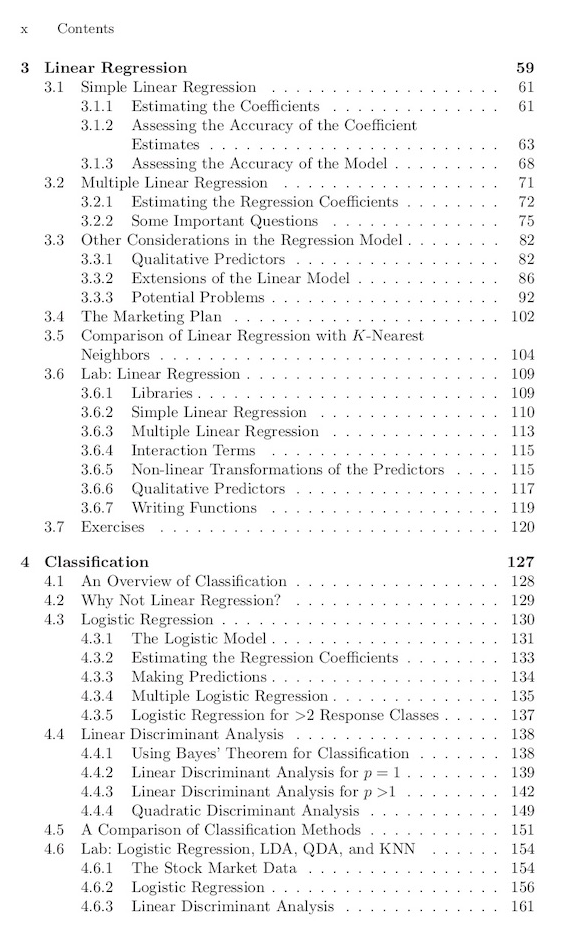 x Contents
3 Linear Regression 59
3.1 Simple Linear Regression . . . . . . . . . . . . . . . . . . . 61
3.1.1 Estimating the Coefficients . . . . . . . . . . . . . . 61
3.1.2 Assessing the Accuracy of the Coefficient
Estimates . . . . . . . . . . . . . . . . . . . . . . . . 63
3.1.3 Assessing the Accuracy of the Model . . . . . . . . . 68
3.2 Multiple Linear Regression . . . . . . . . . . . . . . . . . . 71
3.2.1 Estimating the Regression Coefficients . . . . . . . . 72
3.2.2 Some Important Questions . . . . . . . . . . . . . . 75
3.3 Other Considerations in the Regression Model . . . . . . . . 82
3.3.1 Qualitative Predictors . . . . . . . . . . . . . . . . . 82
3.3.2 Extensions of the Linear Model . . . . . . . . . . . . 86
3.3.3 Potential Problems . . . . . . . . . . . . . . . . . . . 92
3.4 The Marketing Plan . . . . . . . . . . . . . . . . . . . . . . 102
3.5 Comparison of Linear Regression with K-Nearest
Neighbors . . . . . . . . . . . . . . . . . . . . . . . . . . . . 104
3.6 Lab: Linear Regression . . . . . . . . . . . . . . . . . . . . . 109
3.6.1 Libraries . . . . . . . . . . . . . . . . . . . . . . . . . 109
3.6.2 Simple Linear Regression . . . . . . . . . . . . . . . 110
3.6.3 Multiple Linear Regression . . . . . . . . . . . . . . 113
3.6.4 Interaction Terms . . . . . . . . . . . . . . . . . . . 115
3.6.5 Non-linear Transformations of the Predictors . . . . 115
3.6.6 Qualitative Predictors . . . . . . . . . . . . . . . . . 117
3.6.7 Writing Functions . . . . . . . . . . . . . . . . . . . 119
3.7 Exercises . . . . . . . . . . . . . . . . . . . . . . . . . . . . 120
4 Classification 127
4.1 An Overview of Classification . . . . . . . . . . . . . . . . . 128
4.2 Why Not Linear Regression? . . . . . . . . . . . . . . . . . 129
4.3 Logistic Regression . . . . . . . . . . . . . . . . . . . . . . . 130
4.3.1 The Logistic Model . . . . . . . . . . . . . . . . . . . 131
4.3.2 Estimating the Regression Coefficients . . . . . . . . 133
4.3.3 Making Predictions . . . . . . . . . . . . . . . . . . . 134
4.3.4 Multiple Logistic Regression . . . . . . . . . . . . . . 135
4.3.5 Logistic Regression for >2 Response Classes . . . . . 137
4.4 Linear Discriminant Analysis . . . . . . . . . . . . . . . . . 138
4.4.1 Using Bayes’ Theorem for Classification . . . . . . . 138
4.4.2 Linear Discriminant Analysis for p = 1 . . . . . . . . 139
4.4.3 Linear Discriminant Analysis for p >1 . . . . . . . . 142
4.4.4 Quadratic Discriminant Analysis . . . . . . . . . . . 149
4.5 A Comparison of Classification Methods . . . . . . . . . . . 151
4.6 Lab: Logistic Regression, LDA, QDA, and KNN . . . . . . 154
4.6.1 The Stock Market Data . . . . . . . . . . . . . . . . 154
4.6.2 Logistic Regression . . . . . . . . . . . . . . . . . . . 156
4.6.3 Linear Discriminant Analysis . . . . . . . . . . . . . 161